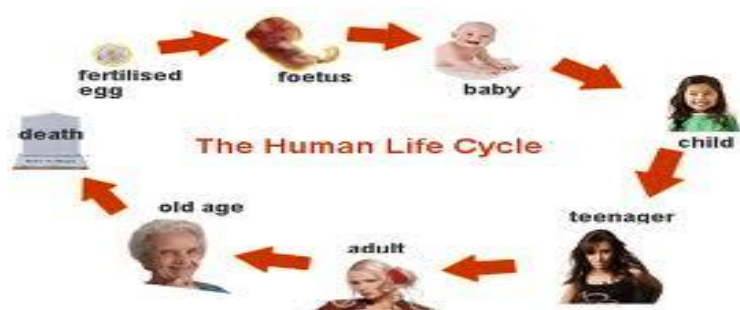 fertilised
egg
foetus
baby
child
teenager
adult
old age
death
The Human Life Cycle